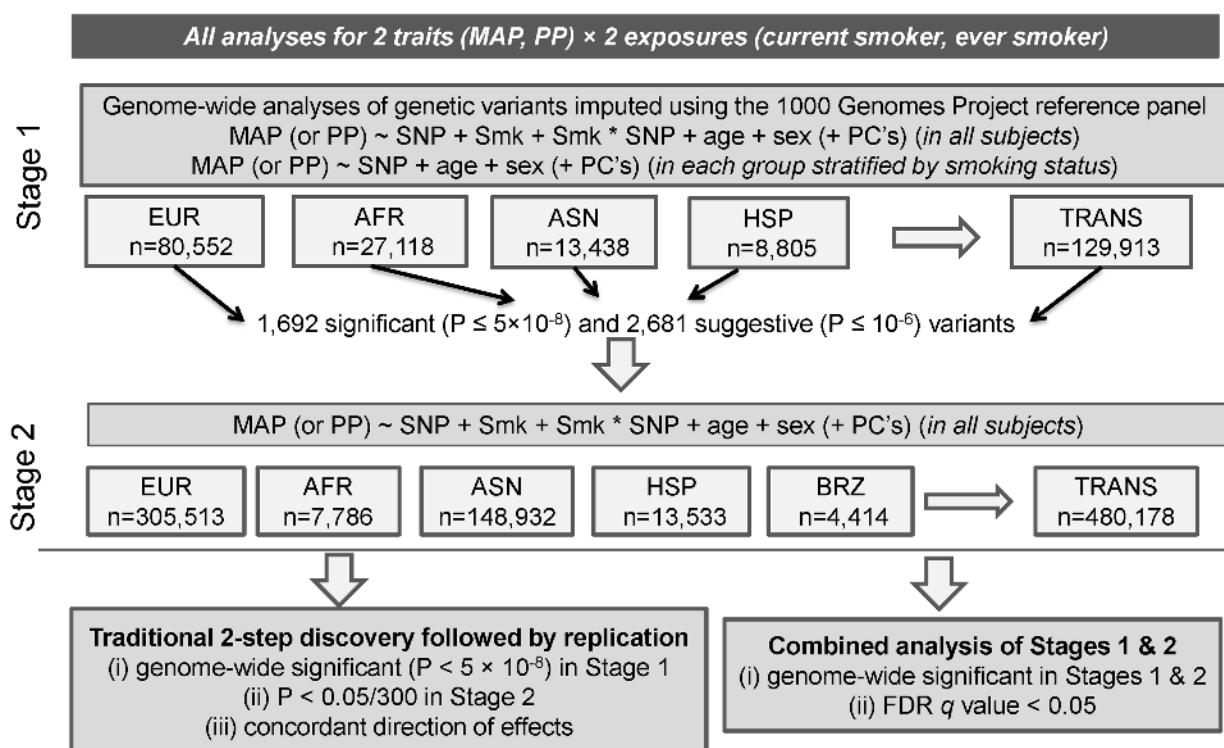 All analyses for 2 traits (MAP, PP) × 2 exposures (current smoker, ever smoker)
Stage 1
Genome-wide analyses of genetic variants imputed using the 1000 Genomes Project reference panel
MAP (or PP) ~ SNP + Smk + Smk * SNP + age + sex (+ PC's) (in all subjects)
MAP (or PP) ~ SNP + age + sex (+ PC's) (in each group stratified by smoking status)
EUR
n=80,552
AFR
n=27,118
ASN
n=13,438
HSP
n=8,805
TRANS
n=129,913
1,692 significant (P ≤ 5×10⁻⁸) and 2,681 suggestive (P ≤ 10⁻⁶) variants
Stage 2
MAP (or PP) ~ SNP + Smk + Smk * SNP + age + sex (+ PC's) (in all subjects)
EUR
n=305,513
AFR
n=7,786
ASN
n=148,932
HSP
n=13,533
BRZ
n=4,414
TRANS
n=480,178
Traditional 2-step discovery followed by replication
(i) genome-wide significant (P < 5 × 10⁻⁸) in Stage 1
(ii) P < 0.05/300 in Stage 2
(iii) concordant direction of effects
Combined analysis of Stages 1 & 2
(i) genome-wide significant in Stages 1 & 2
(ii) FDR q value < 0.05